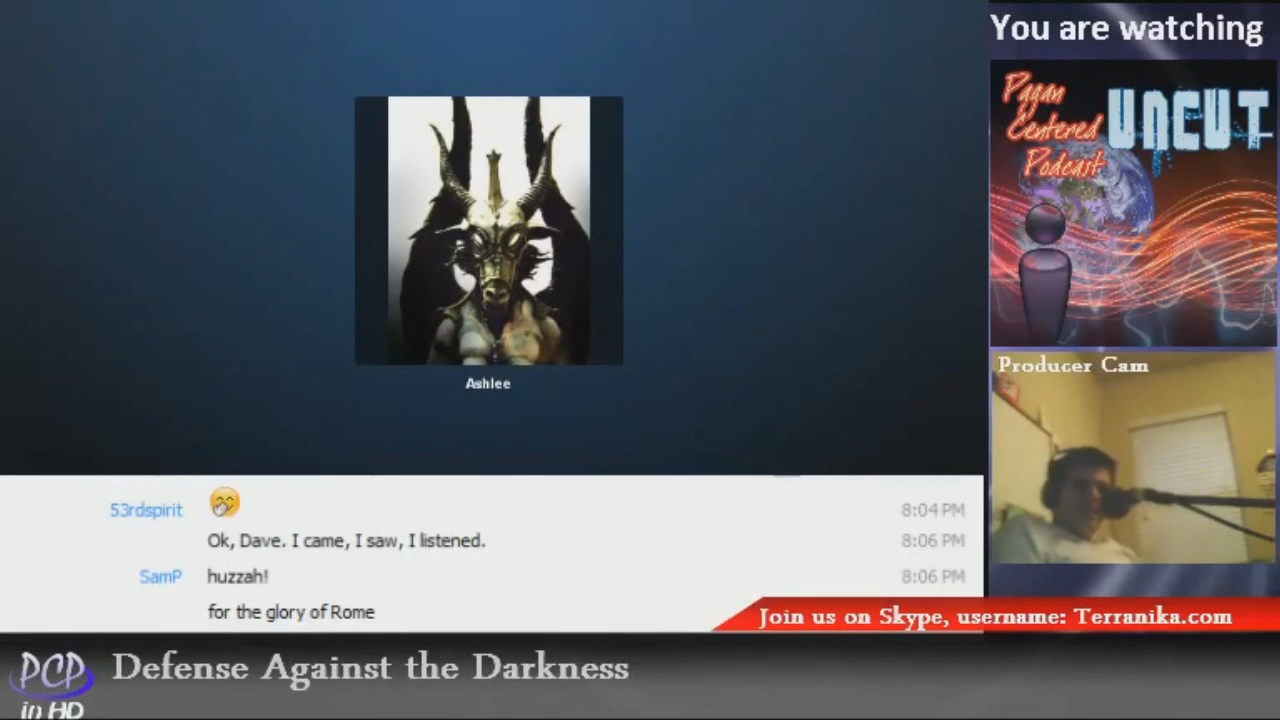 You are watching
Pagan
Centered
Podcast
UNCUT
Producer Cam
Ashlee
53rdspirit
8:04 PM
Ok, Dave. I came, I saw, I listened.
8:06 PM
SamP
huzzah!
8:06 PM
for the glory of Rome
Join us on Skype, username: Terranika.com
PCP
in HD
Defense Against the Darkness